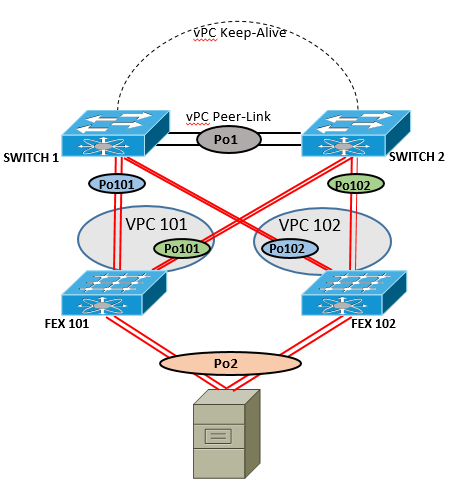 vPC Keep-Alive
vPC Peer-Link
Po1
SWITCH 1
SWITCH 2
Po101
Po102
VPC 101
VPC 102
Po101
Po102
FEX 101
FEX 102
Po2